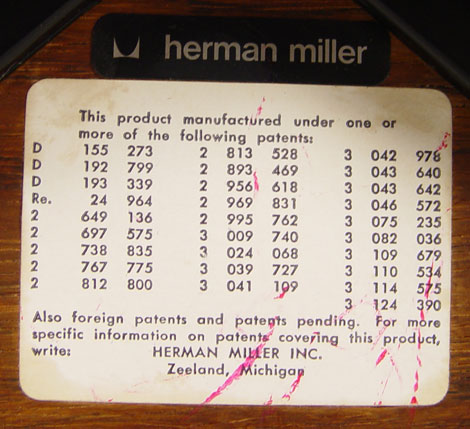 herman miller
This product manufactured under one or
more of the following patents:
D 155 273 2 813 528 3 042 978
D 192 799 2 893 469 3 043 640
D 193 339 2 956 618 3 043 642
Re. 24 964 2 969 831 3 046 572
2 649 136 2 995 762 3 075 235
2 697 575 3 009 740 3 082 036
2 738 835 3 024 068 3 109 679
2 767 775 3 039 727 3 110 534
2 812 800 3 041 109 3 114 575
3 124 390
Also foreign patents and patents pending. For more
specific information on patents covering this product,
write: HERMAN MILLER INC.
Zeeland, Michigan